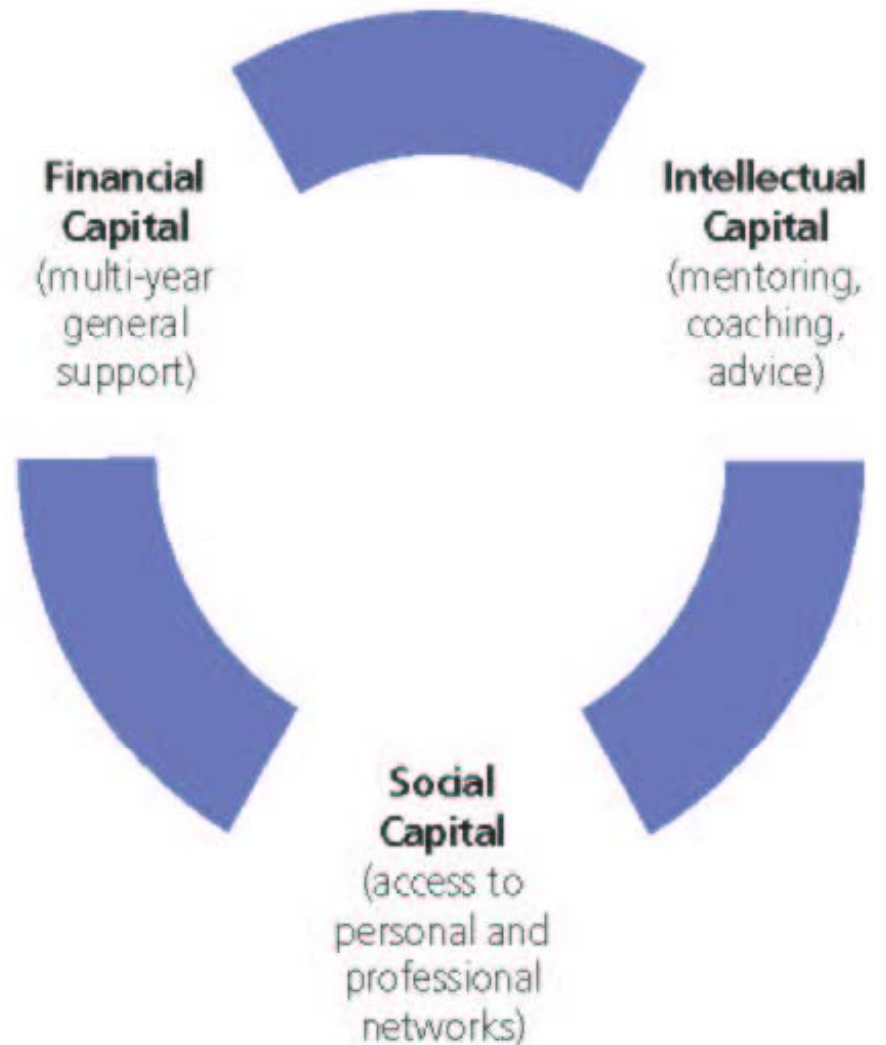 Financial
Capital
(multi-year
general
support)
Intellectual
Capital
(mentoring,
coaching,
advice)
Social
Capital
(access to
personal and
professional
networks)